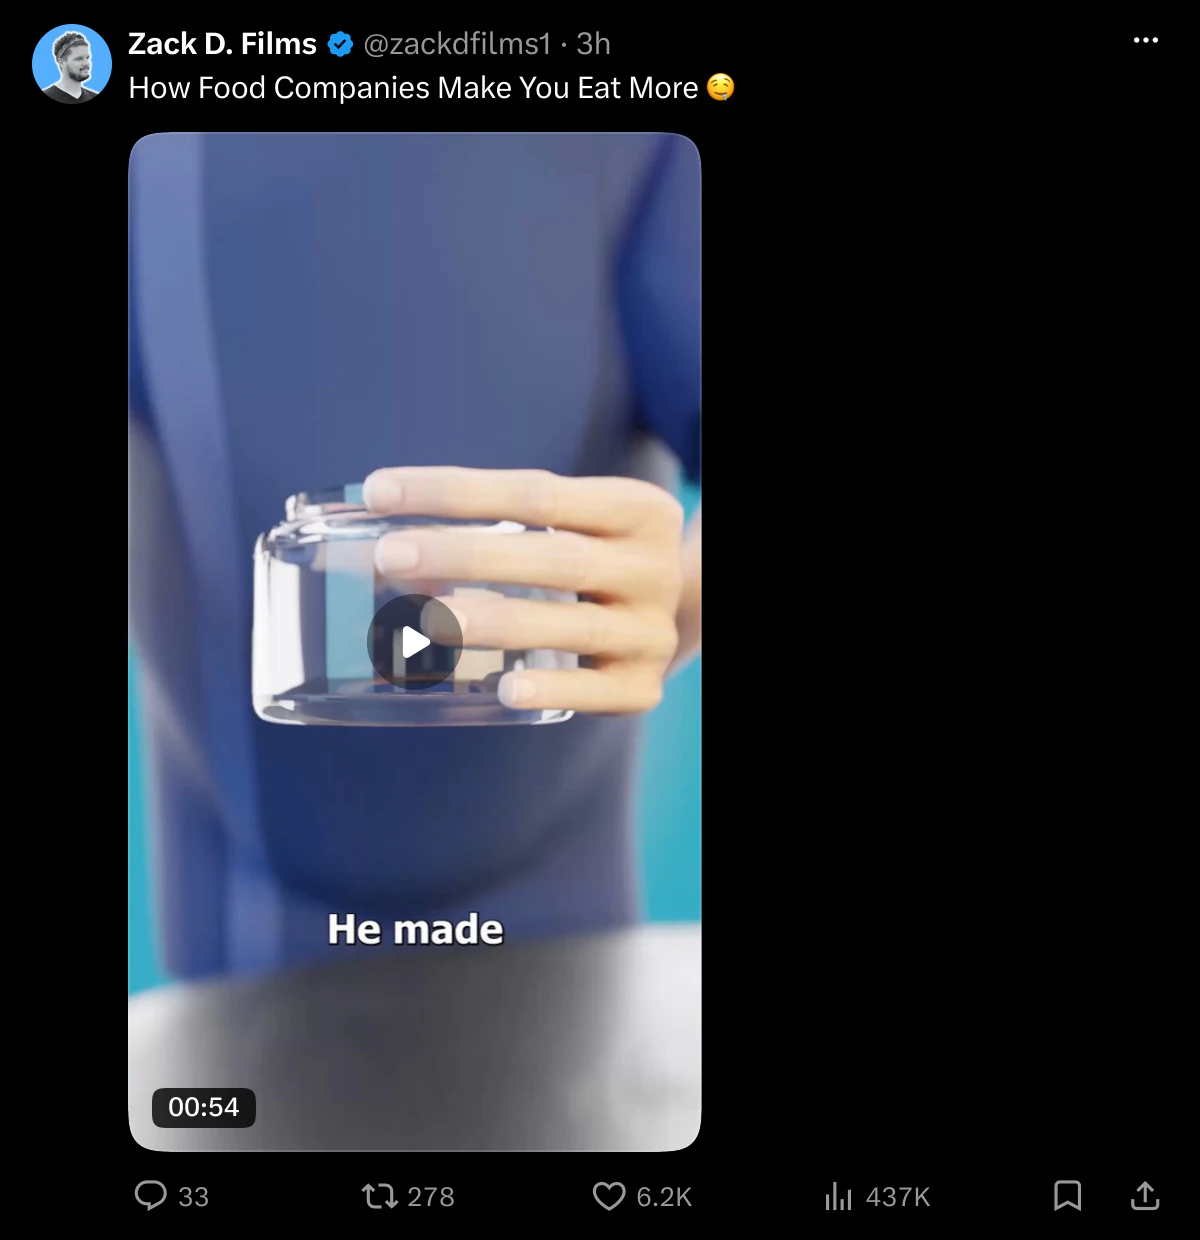 Zack D. Films @zackdfilms1 · 3h
How Food Companies Make You Eat More 🤤
He made
00:54
33 278 6.2K 437K